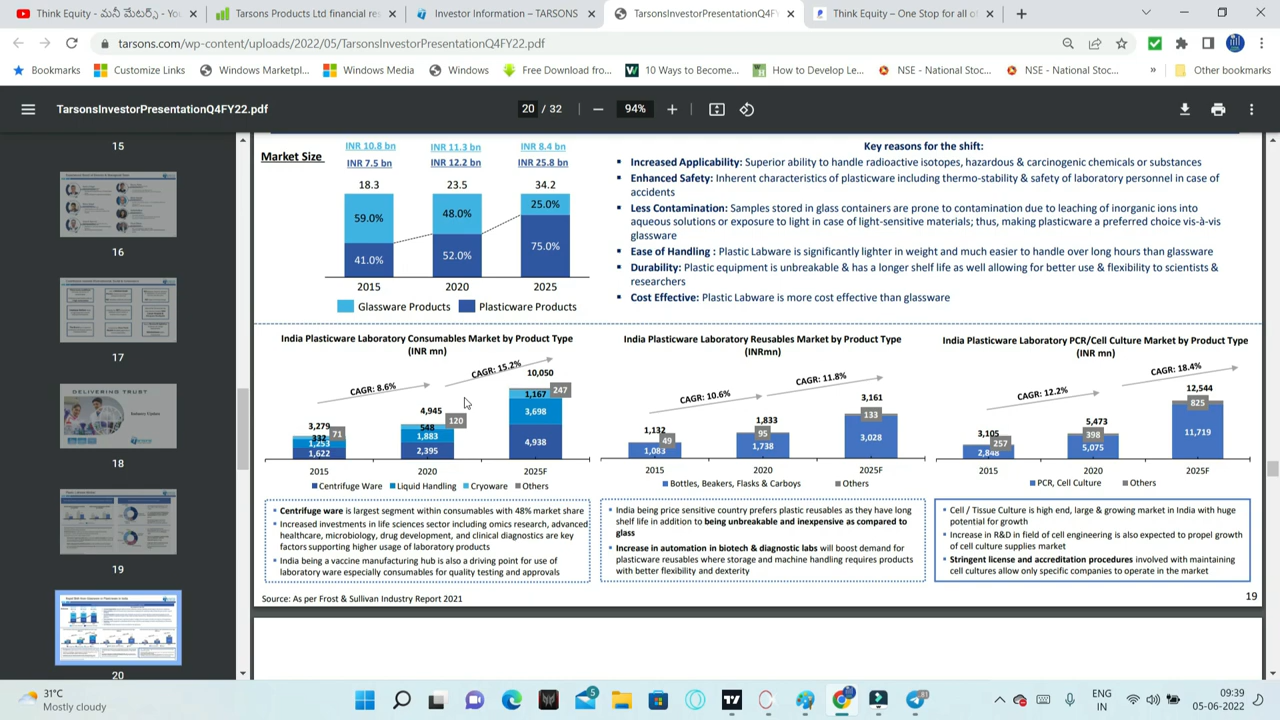 Think Equity - మనీ మేటర్స్ - You
Tarsons Products Ltd financial res
Investor Information – TARSONS
TarsonsInvestorPresentationQ4FY
Think Equity – One Stop for all o
tarsons.com/wp-content/uploads/2022/05/TarsonsInvestorPresentationQ4FY22.pdf
Bookmarks
Customize Links
Windows Marketpl...
Windows Media
Windows
Free Download fro...
10 Ways to Become...
How to Develop Le...
NSE - National Stoc...
NSE - National Stoc...
»
Other bookmarks
TarsonsInvestorPresentationQ4FY22.pdf
20 / 32
94%
15
16
17
DELIVERING TRUST
Industry Update
18
19
20
Market Size
INR 10.8 bn INR 11.3 bn INR 8.4 bn
INR 7.5 bn INR 12.2 bn INR 25.8 bn
18.3 23.5 34.2
59.0% 48.0% 25.0%
41.0% 52.0% 75.0%
2015 2020 2025
Glassware Products Plasticware Products
Key reasons for the shift:
▪ Increased Applicability: Superior ability to handle radioactive isotopes, hazardous & carcinogenic chemicals or substances
▪ Enhanced Safety: Inherent characteristics of plasticware including thermo-stability & safety of laboratory personnel in case of
accidents
▪ Less Contamination: Samples stored in glass containers are prone to contamination due to leaching of inorganic ions into
aqueous solutions or exposure to light in case of light-sensitive materials; thus, making plasticware a preferred choice vis-à-vis
glassware
▪ Ease of Handling : Plastic Labware is significantly lighter in weight and much easier to handle over long hours than glassware
▪ Durability: Plastic equipment is unbreakable & has a longer shelf life as well allowing for better use & flexibility to scientists &
researchers
▪ Cost Effective: Plastic Labware is more cost effective than glassware
India Plasticware Laboratory Consumables Market by Product Type
(INR mn)
CAGR: 8.6%
CAGR: 15.2%
3,279 4,945 10,050
71 120 247
332 548 1,167
1,253 1,883 3,698
1,622 2,395 4,938
2015 2020 2025F
Centrifuge Ware Liquid Handling Cryoware Others
▪ Centrifuge ware is largest segment within consumables with 48% market share
▪ Increased investments in life sciences sector including omics research, advanced
healthcare, microbiology, drug development, and clinical diagnostics are key
factors supporting higher usage of laboratory products
▪ India being a vaccine manufacturing hub is also a driving point for use of
laboratory ware especially consumables for quality testing and approvals
India Plasticware Laboratory Reusables Market by Product Type
(INRmn)
CAGR: 10.6%
CAGR: 11.8%
1,132 1,833 3,161
49 95 133
1,083 1,738 3,028
2015 2020 2025F
Bottles, Beakers, Flasks & Carboys Others
▪ India being price sensitive country prefers plastic reusables as they have long
shelf life in addition to being unbreakable and inexpensive as compared to
glass
▪ Increase in automation in biotech & diagnostic labs will boost demand for
plasticware reusables where storage and machine handling requires products
with better flexibility and dexterity
India Plasticware Laboratory PCR/Cell Culture Market by Product Type
(INR mn)
CAGR: 12.2%
CAGR: 18.4%
3,105 5,473 12,544
257 398 825
2,848 5,075 11,719
2015 2020 2025F
PCR, Cell Culture Others
▪ Cell / Tissue Culture is high end, large & growing market in India with huge
potential for growth
▪ Increase in R&D in field of cell engineering is also expected to propel growth
of cell culture supplies market
▪ Stringent license and accreditation procedures involved with maintaining
cell cultures allow only specific companies to operate in the market
Source: As per Frost & Sullivan Industry Report 2021
19
31°C
Mostly cloudy
5
31
ENG
IN
09:39
05-06-2022